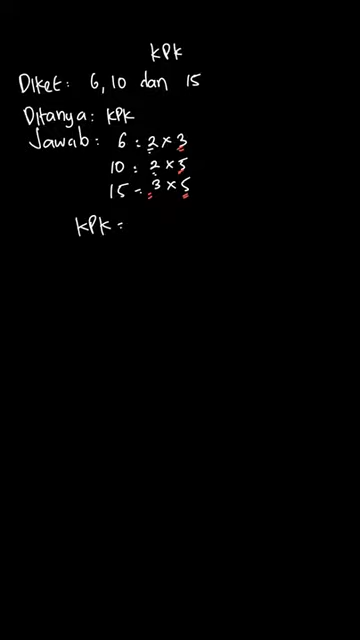 KPK
Diket: 6, 10 dan 15
Ditanya: KPK
Jawab: 6 = 2 x 3
10 = 2 x 5
15 = 3 x 5
KPK =